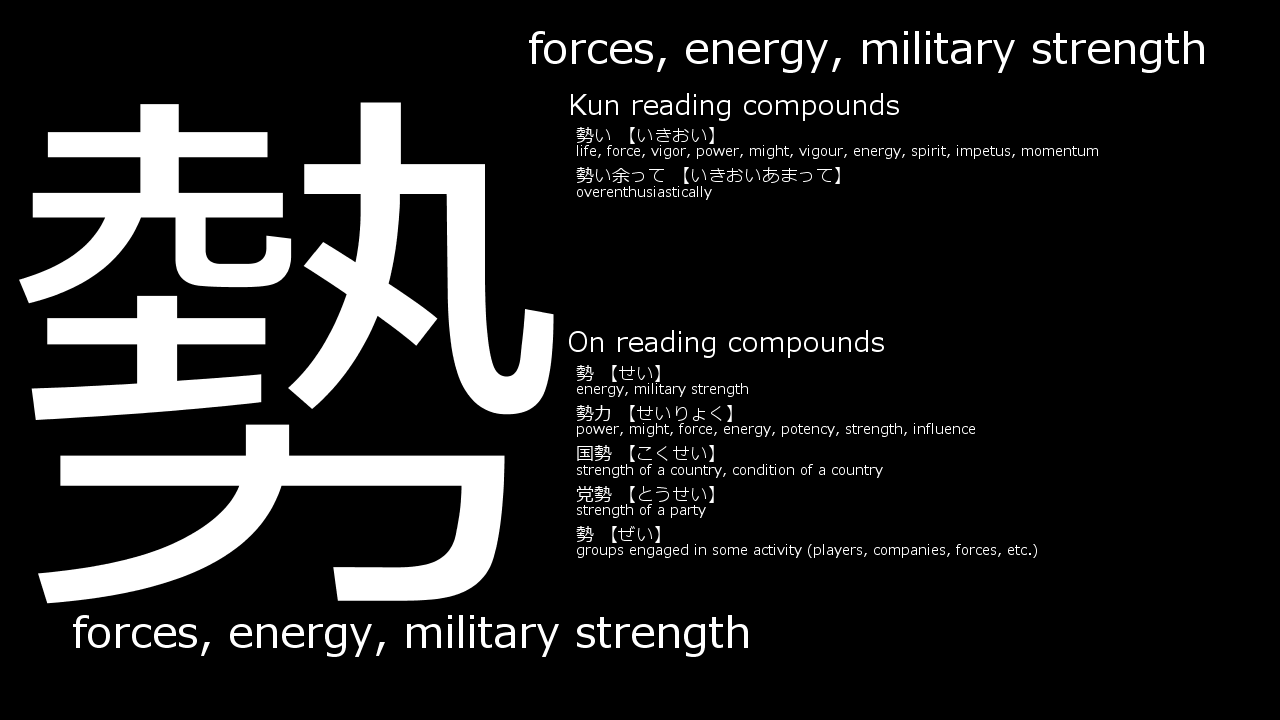 forces, energy, military strength
勢
Kun reading compounds
勢い 【いきおい】
life, force, vigor, power, might, vigour, energy, spirit, impetus, momentum
勢い余って 【いきおいあまって】
overenthusiastically
On reading compounds
勢 【せい】
energy, military strength
勢力 【せいりょく】
power, might, force, energy, potency, strength, influence
国勢 【こくせい】
strength of a country, condition of a country
党勢 【とうせい】
strength of a party
勢 【ぜい】
groups engaged in some activity (players, companies, forces, etc.)
forces, energy, military strength